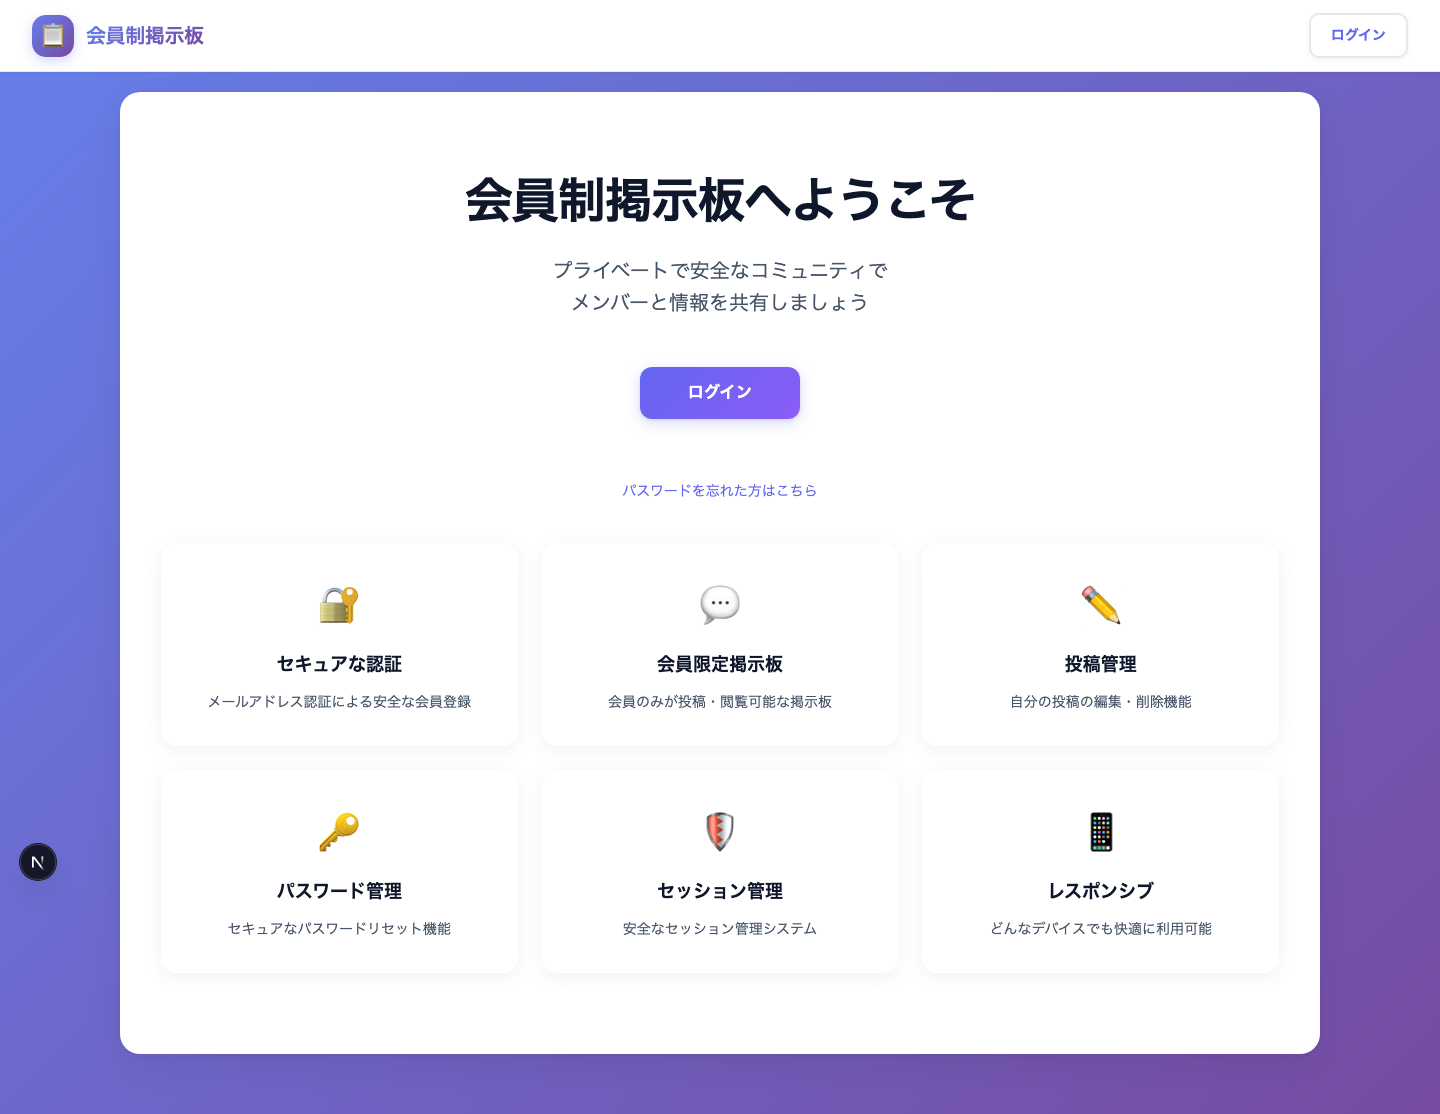 会員制掲示板
ログイン
会員制掲示板へようこそ
プライベートで安全なコミュニティで
メンバーと情報を共有しましょう
ログイン
パスワードを忘れた方はこちら
セキュアな認証
メールアドレス認証による安全な会員登録
会員限定掲示板
会員のみが投稿・閲覧可能な掲示板
投稿管理
自分の投稿の編集・削除機能
パスワード管理
セキュアなパスワードリセット機能
セッション管理
安全なセッション管理システム
レスポンシブ
どんなデバイスでも快適に利用可能
N